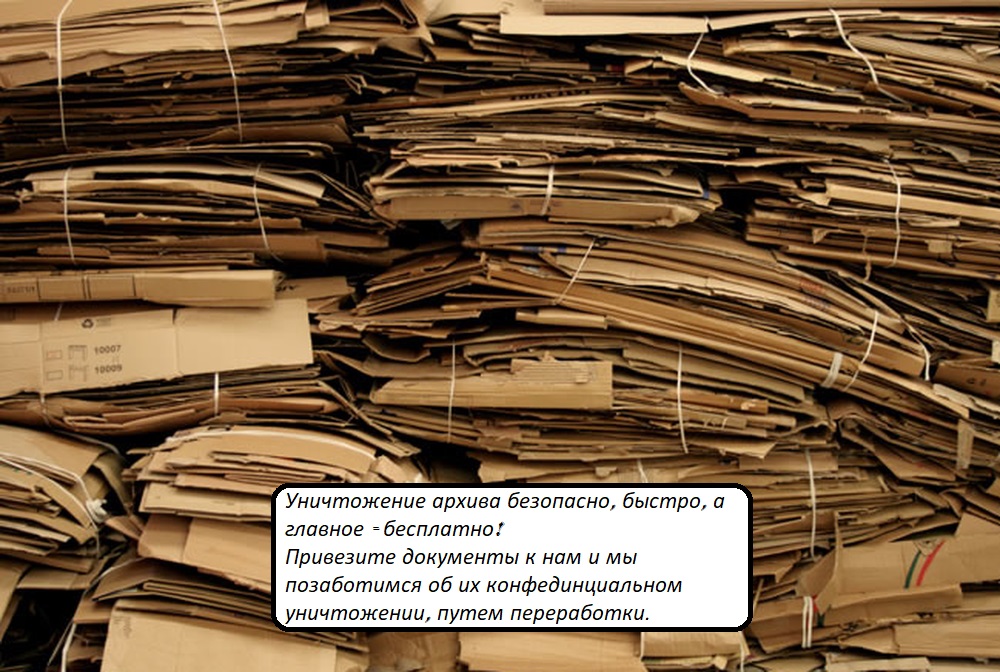 10007
10009
Уничтожение архива безопасно, быстро, а
главное -бесплатно!
Привезите документы к нам и мы
позаботимся об их конфединциальном
уничтожении, путем переработки.